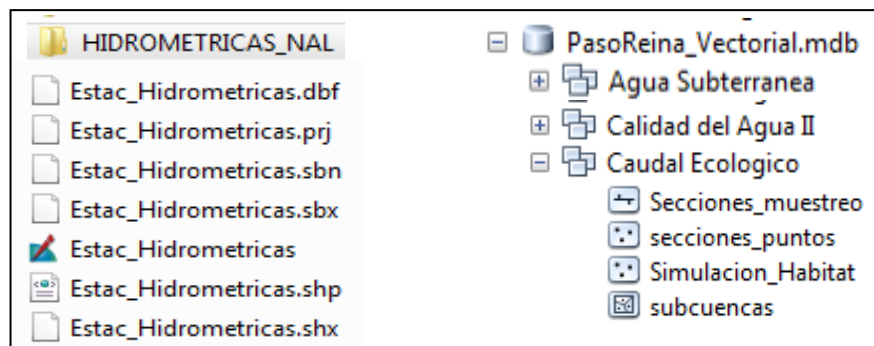 HIDROMETRICAS_NAL
Estac_Hidrometricas.dbf
Estac_Hidrometricas.prj
Estac_Hidrometricas.sbn
Estac_Hidrometricas.sbx
Estac_Hidrometricas
Estac_Hidrometricas.shp
Estac_Hidrometricas.shx
PasoReina_Vectorial.mdb
Agua Subterranea
Calidad del Agua II
Caudal Ecologico
Secciones_muestreo
secciones_puntos
Simulacion_Habitat
subcuencas